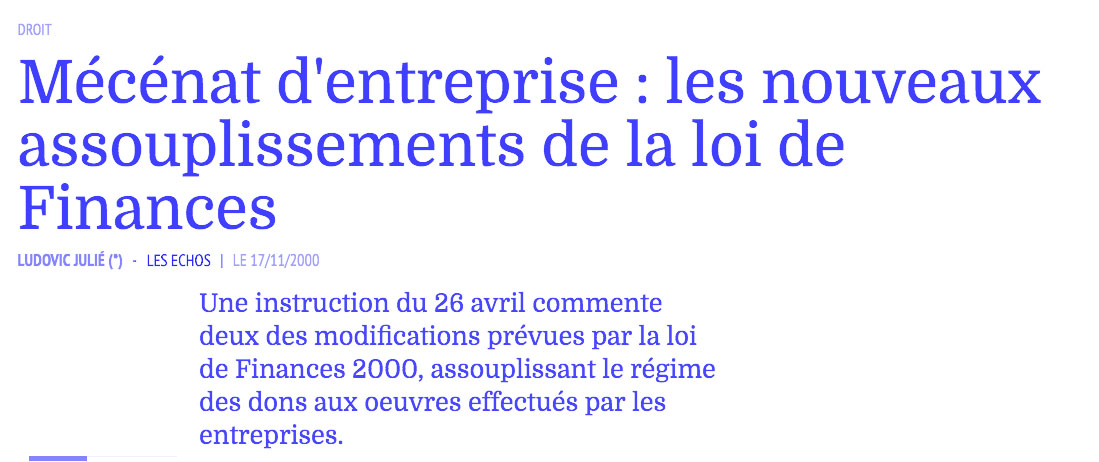 DROIT
Mécénat d'entreprise : les nouveaux
assouplissements de la loi de
Finances
LUDOVIC JULIÉ (*) - LES ECHOS | LE 17/11/2000
Une instruction du 26 avril commente
deux des modifications prévues par la loi
de Finances 2000, assouplissant le régime
des dons aux oeuvres effectués par les
entreprises.